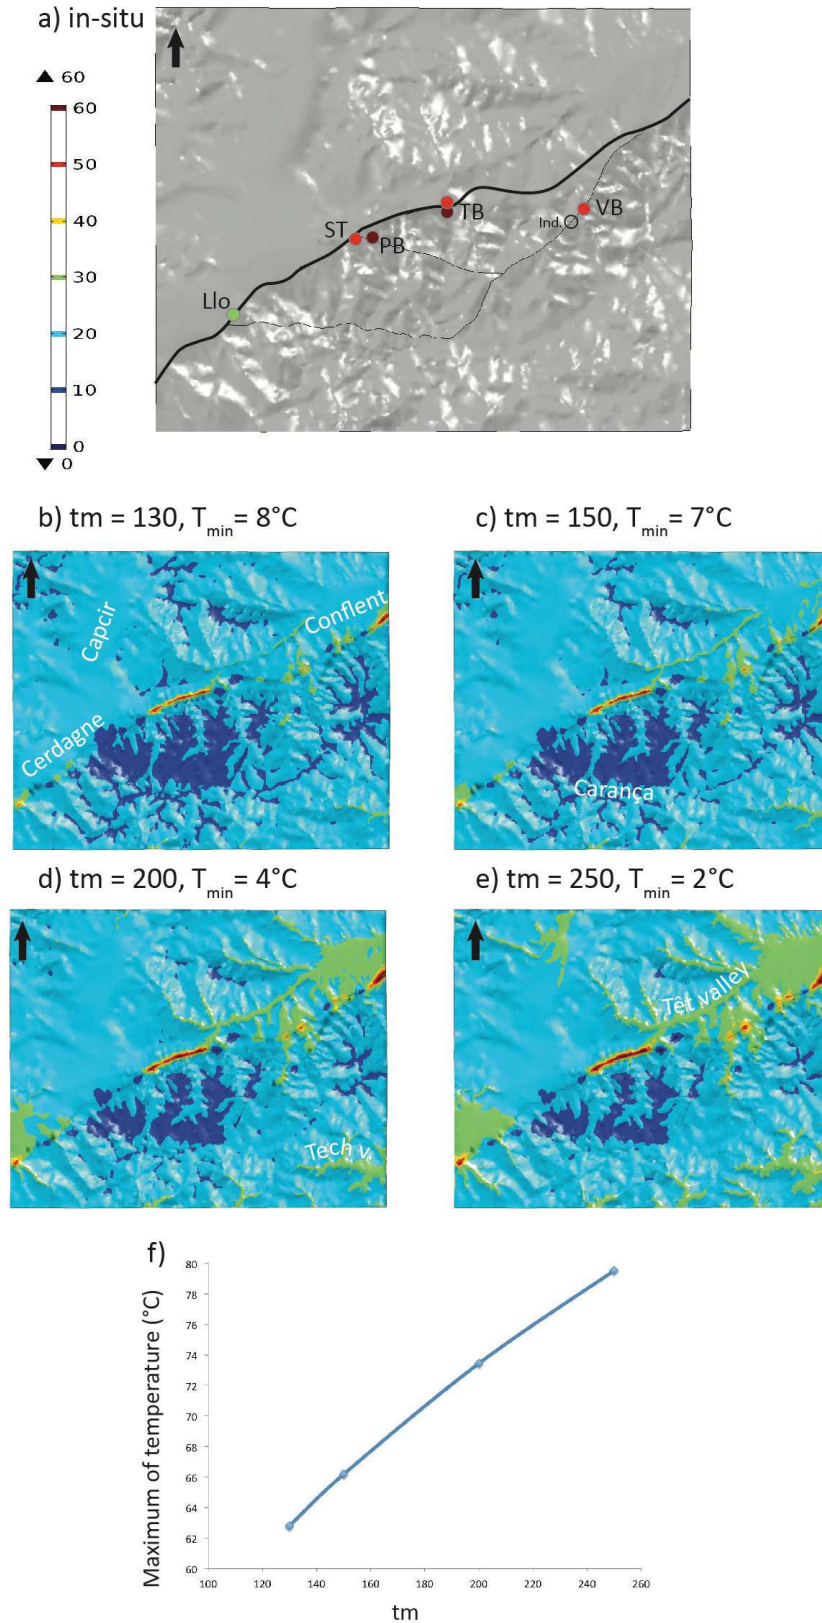 a) in-situ
60
60
50
40
30
20
10
0
0
TB
VB
Ind.
ST
PB
Llo
b) tm = 130, Tmin= 8°C
c) tm = 150, Tmin= 7°C
Capcir
Conflent
Cerdagne
Carança
d) tm = 200, Tmin= 4°C
e) tm = 250, Tmin= 2°C
Têt valley
Tech v.
f)
Maximum of temperature (°C)
80
78
76
74
72
70
68
66
64
62
60
100 120 140 160 180 200 220 240 260
tm